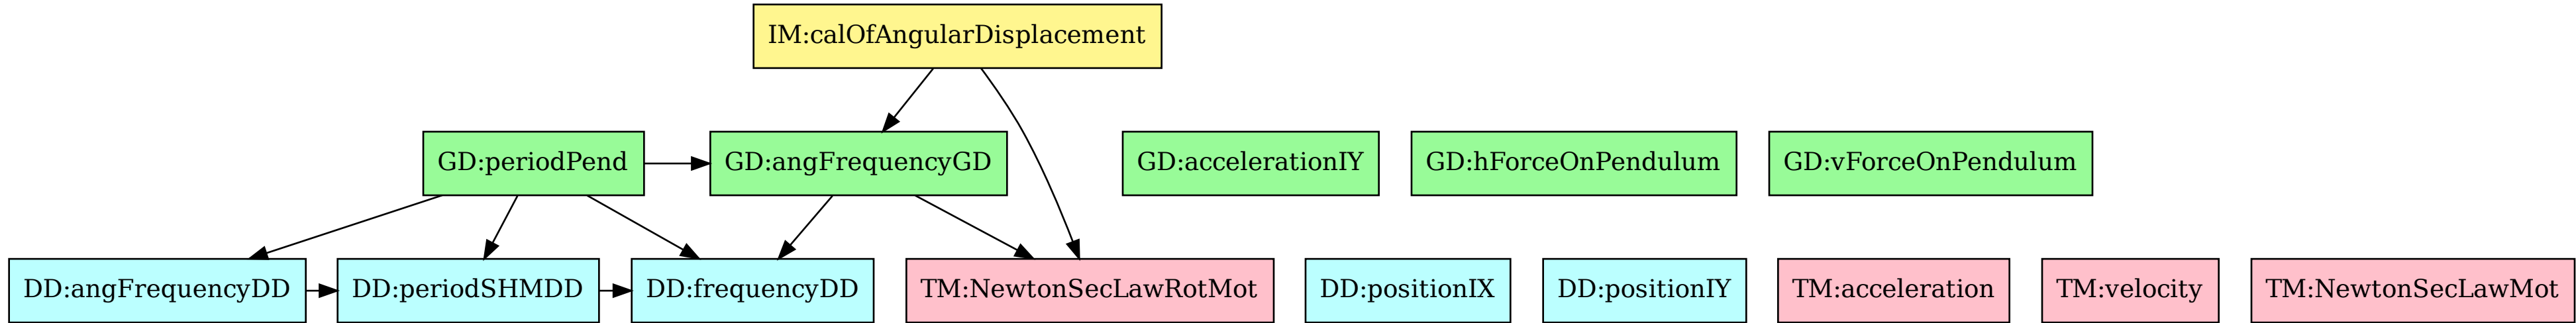 IM:calOfAngularDisplacement
GD:periodPend
GD:angFrequencyGD
GD:accelerationIY
GD:hForceOnPendulum
GD:vForceOnPendulum
DD:angFrequencyDD
DD:periodSHMDD
DD:frequencyDD
TM:NewtonSecLawRotMot
DD:positionIX
DD:positionIY
TM:acceleration
TM:velocity
TM:NewtonSecLawMot